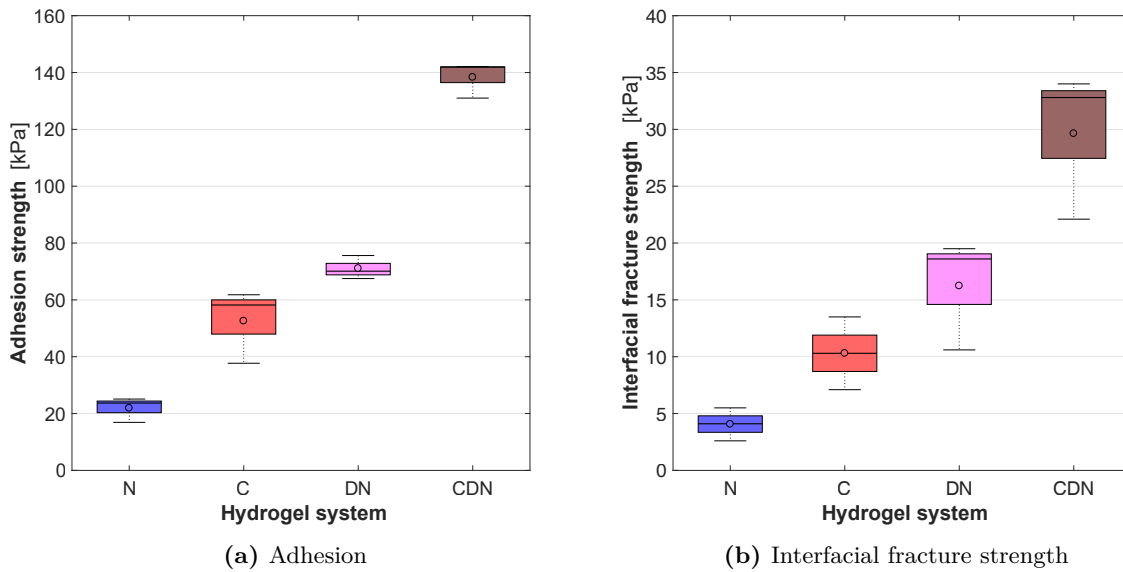 160
140
120
100
80
60
40
20
0
Adhesion strength [kPa]
N C DN CDN
Hydrogel system
(a) Adhesion
40
35
30
25
20
15
10
5
0
Interfacial fracture strength [kPa]
N C DN CDN
Hydrogel system
(b) Interfacial fracture strength